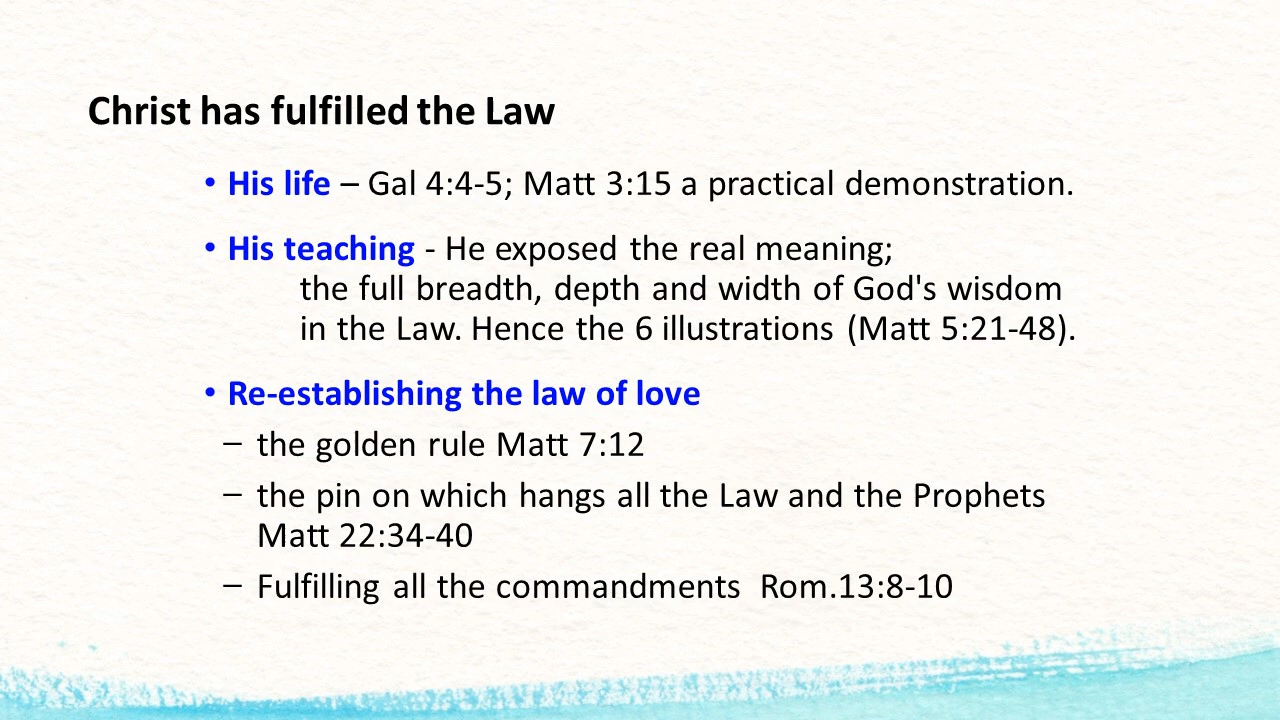 Christ has fulfilled the Law
• His life – Gal 4:4-5; Matt 3:15 a practical demonstration.
• His teaching - He exposed the real meaning;
the full breadth, depth and width of God's wisdom
in the Law. Hence the 6 illustrations (Matt 5:21-48).
• Re-establishing the law of love
– the golden rule Matt 7:12
– the pin on which hangs all the Law and the Prophets
Matt 22:34-40
– Fulfilling all the commandments Rom.13:8-10